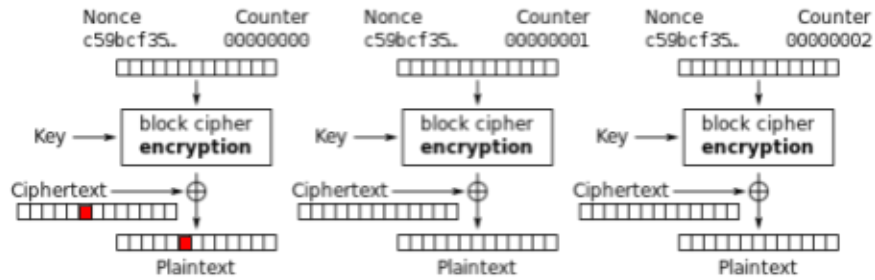 Nonce Counter Nonce Counter Nonce Counter
c59bcf35… 00000000 c59bcf35… 00000001 c59bcf35… 00000002
block cipher block cipher block cipher
Key encryption Key encryption Key encryption
Ciphertext Ciphertext Ciphertext
Plaintext Plaintext Plaintext